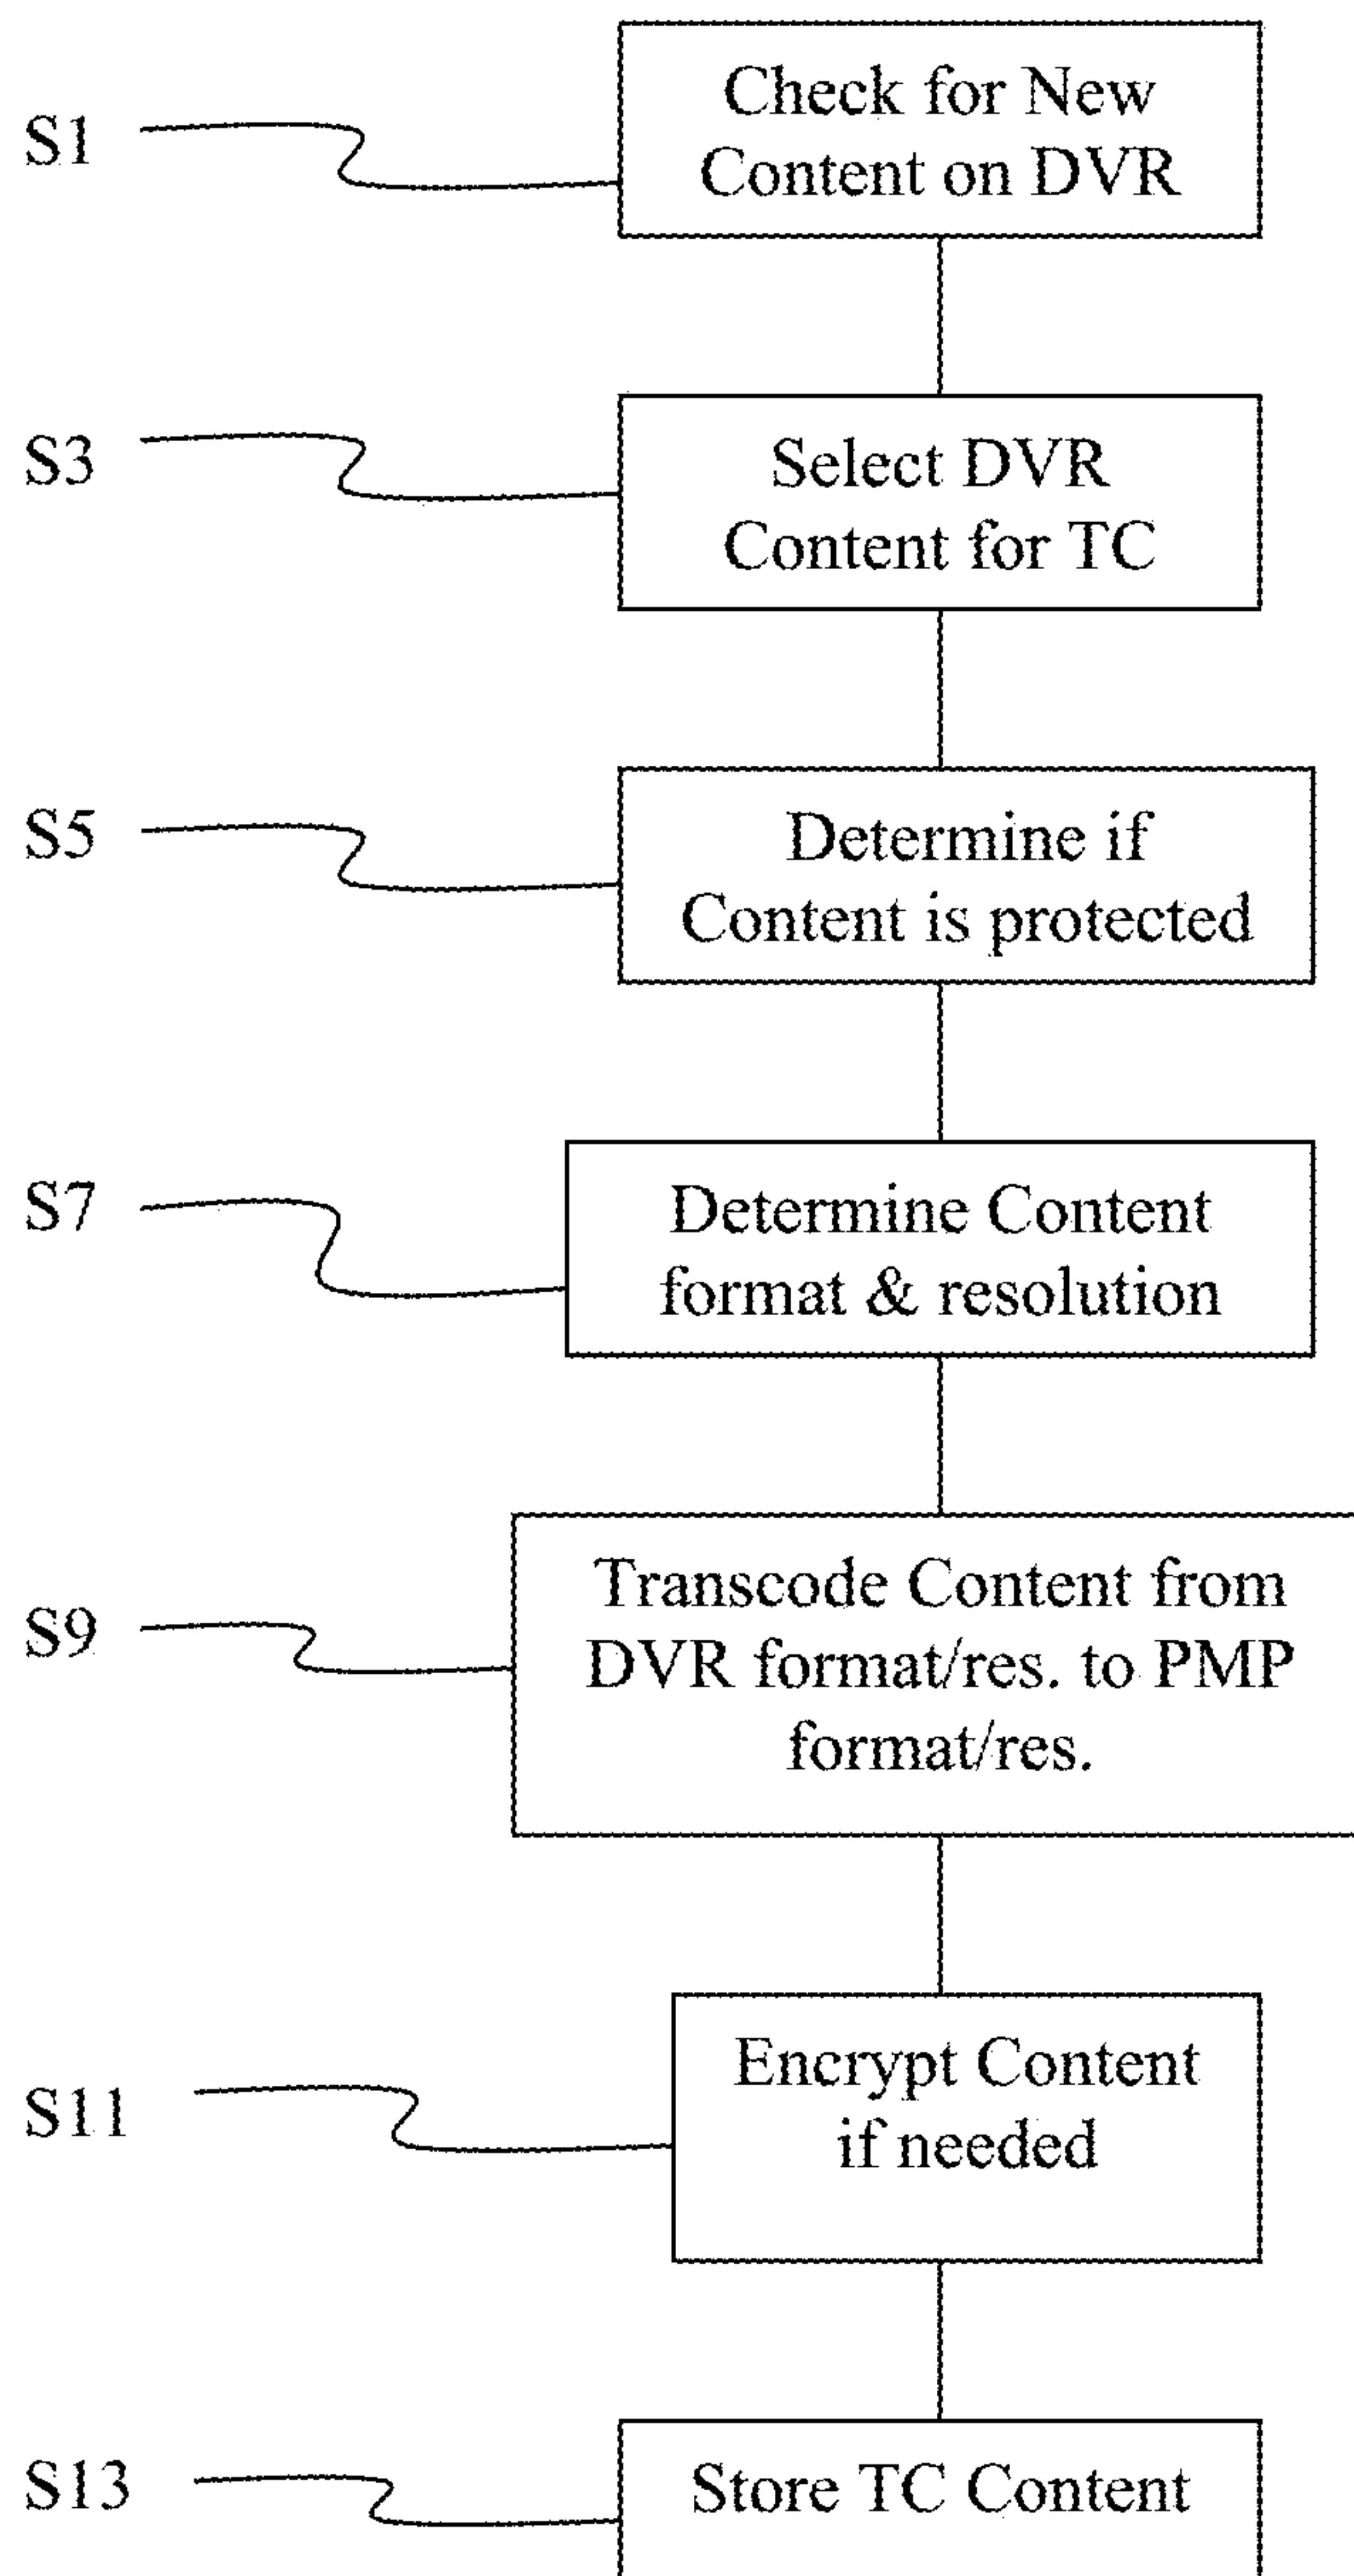 S1
Check for New
Content on DVR
S3
Select DVR
Content for TC
S5
Determine if
Content is protected
S7
Determine Content
format & resolution
S9
Transcode Content from
DVR format/res. to PMP
format/res.
S11
Encrypt Content
if needed
S13
Store TC Content